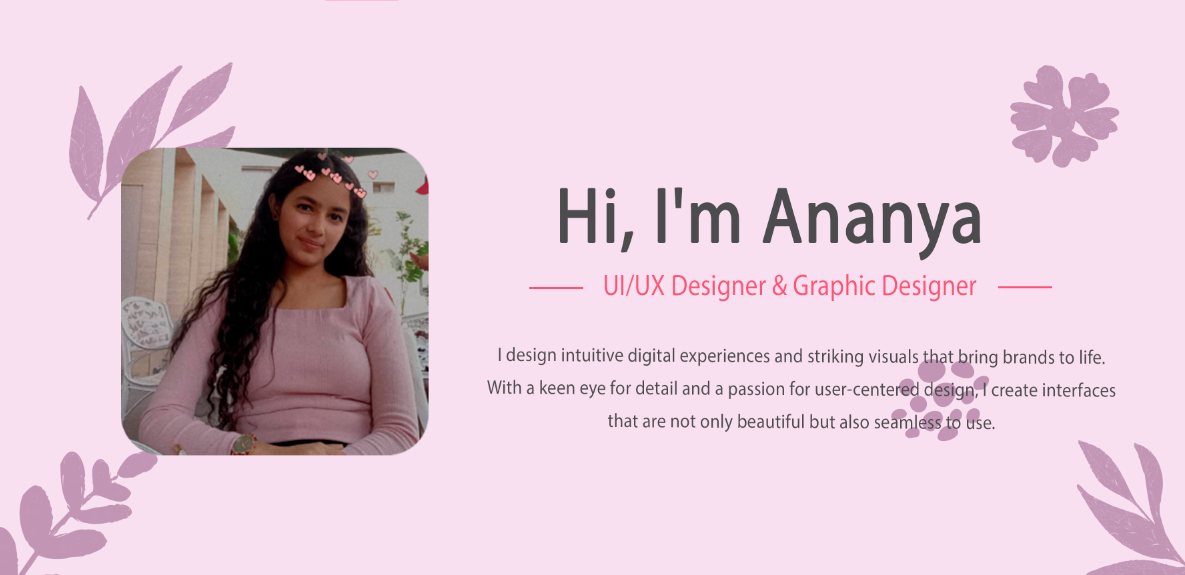 Hi, I'm Ananya
UI/UX Designer & Graphic Designer
I design intuitive digital experiences and striking visuals that bring brands to life.
With a keen eye for detail and a passion for user-centered design, I create interfaces
that are not only beautiful but also seamless to use.